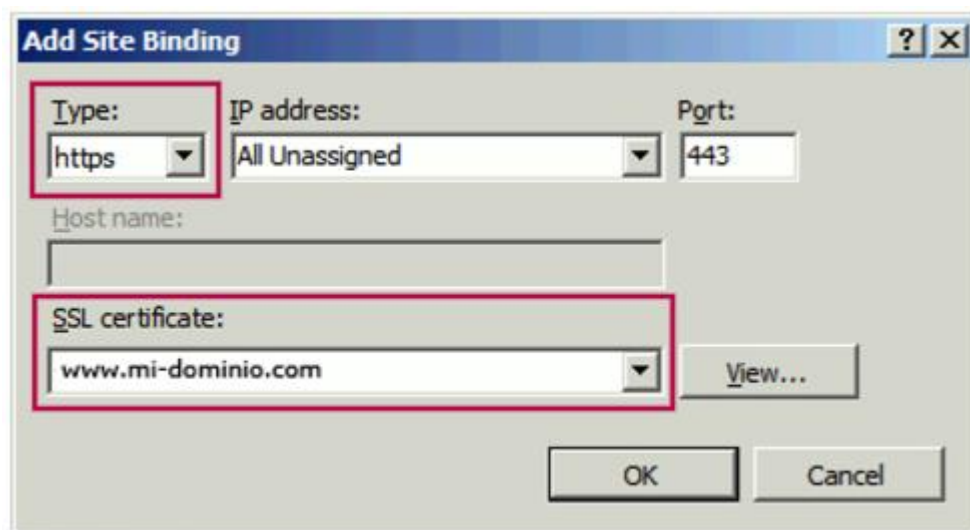 Add Site Binding
Type: IP address: Port:
https All Unassigned 443
Host name:
SSL certificate:
www.mi-dominio.com View...
OK Cancel